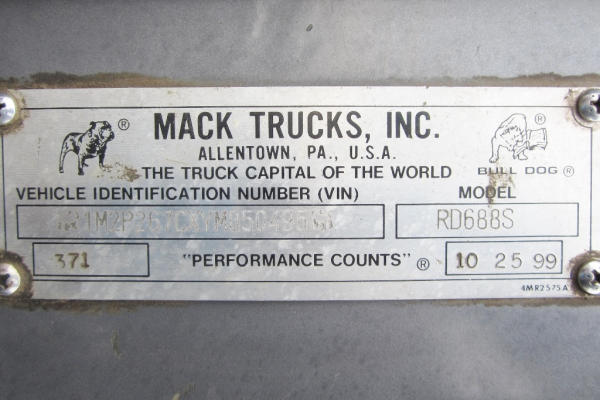 ®
MACK TRUCKS, INC.
®
ALLENTOWN, PA., U.S.A.
THE TRUCK CAPITAL OF THE WORLD
BULL DOG ®
VEHICLE IDENTIFICATION NUMBER (VIN)
MODEL
RD688S
371
"PERFORMANCE COUNTS" ®
10 25 99
4MR2575A